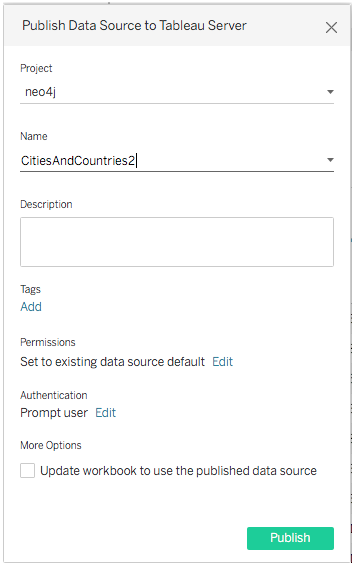 Publish Data Source to Tableau Server
Project
neo4j
Name
CitiesAndCountries2
Description
Tags
Add
Permissions
Set to existing data source default Edit
Authentication
Prompt user Edit
More Options
Update workbook to use the published data source
Publish